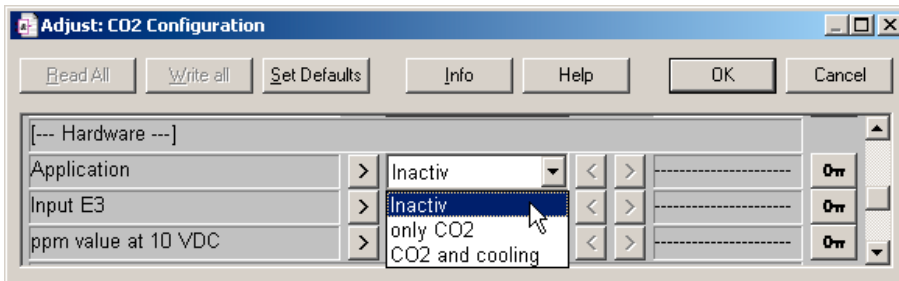 Adjust: CO2 Configuration
Read All Write all Set Defaults Info Help OK Cancel
[--- Hardware ---]
Application > Inactiv < > ----------------------
Input E3 > Inactiv < > ----------------------
only CO2
ppm value at 10 VDC > CO2 and cooling < > ----------------------